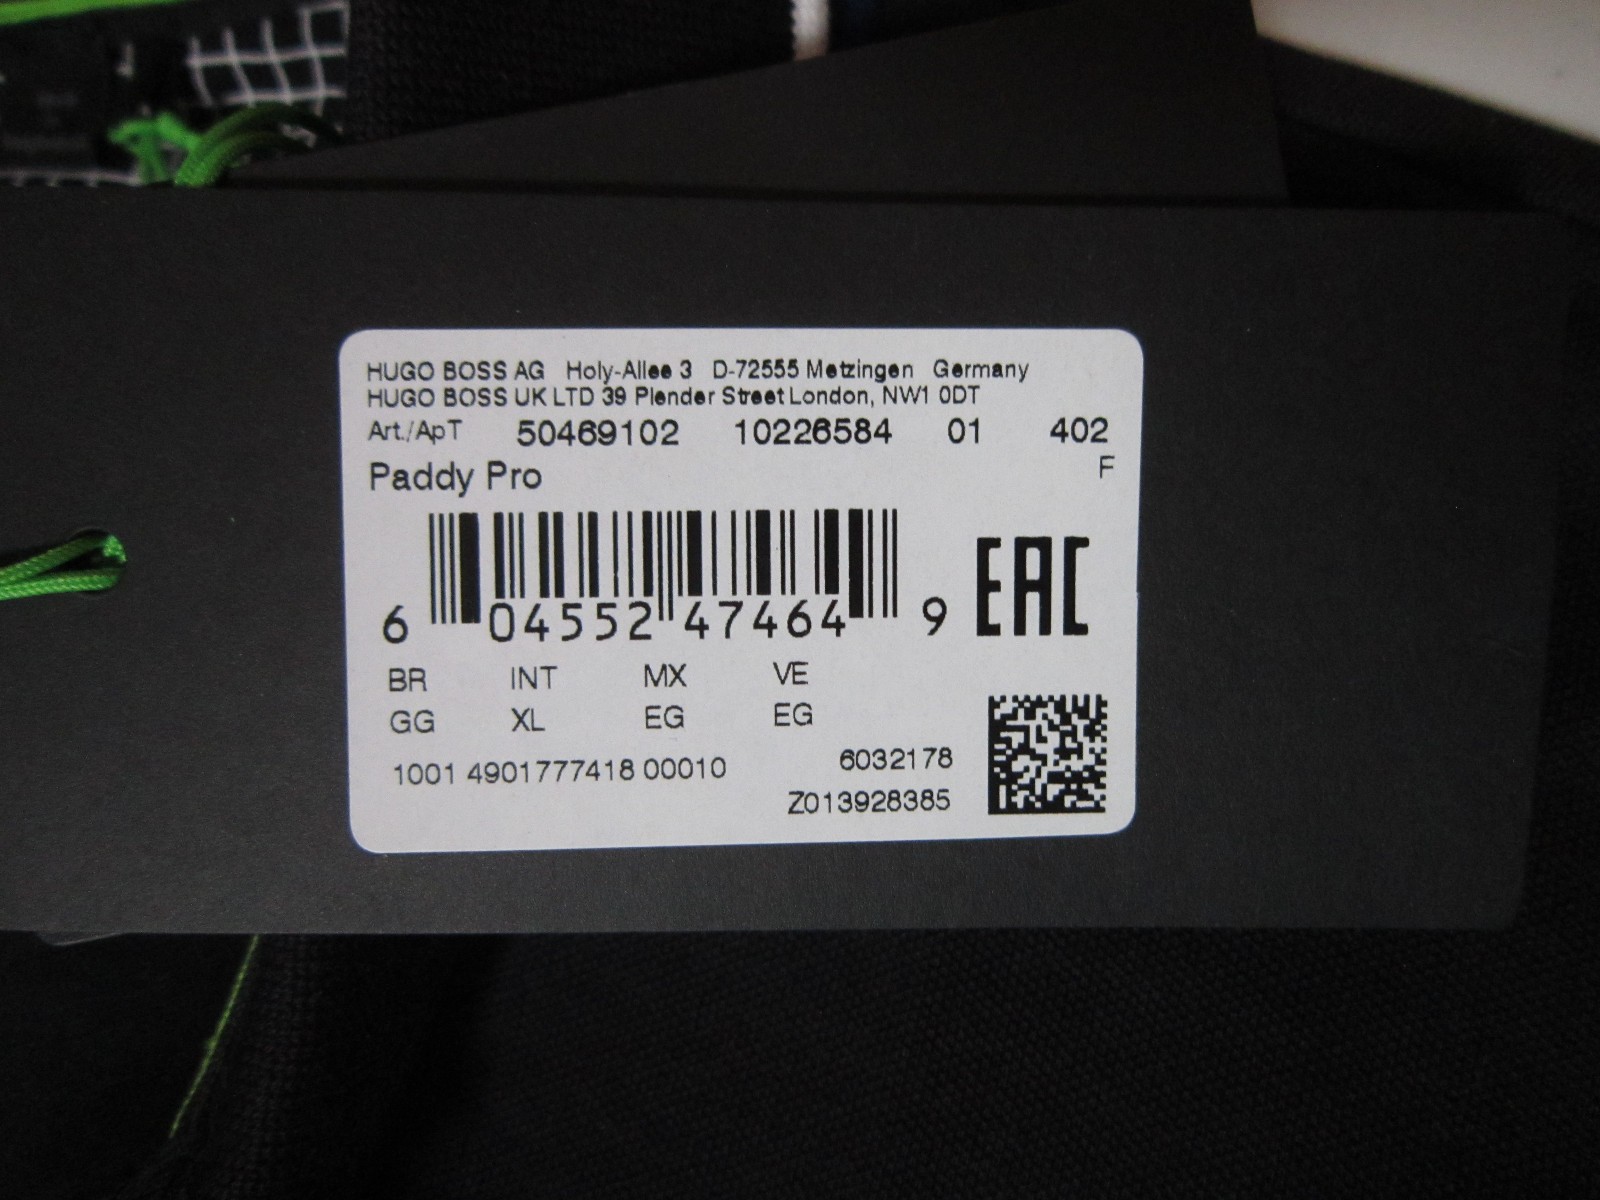 HUGO BOSS AG Holy-Allee 3 D-72555 Metzingen Germany
HUGO BOSS UK LTD 39 Plender Street London, NW1 0DT
Art./ApT 50469102 10226584 01 402
Paddy Pro F
6 04552 47464 9 EAC
BR INT MX VE
GG XL EG EG
1001 4901777418 00010 6032178
Z013928385